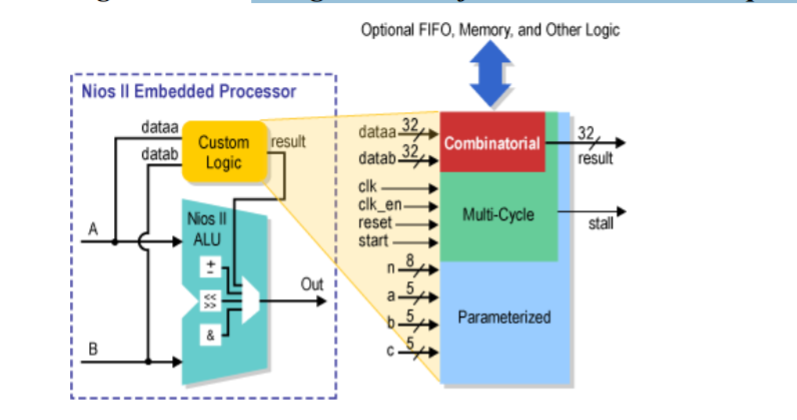 Optional FIFO, Memory, and Other Logic
Nios II Embedded Processor
dataa
datab
Custom
Logic
result
A
Nios II
ALU
+
-
<<
>>
&
Out
B
dataa 32
datab 32
clk
clk_en
reset
start
n 8
a 5
b 5
c 5
Combinatorial
Multi-Cycle
Parameterized
32
result
stall